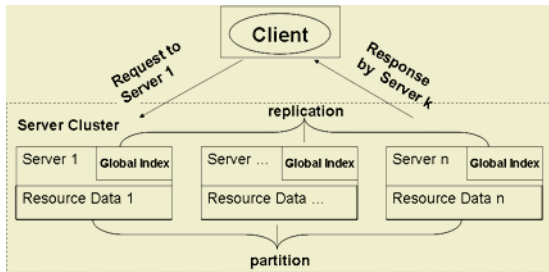 Client
Request to
Server 1
Response
by Server k
replication
Server Cluster
Server 1
Global Index
Server ...
Global Index
Server n
Global Index
Resource Data 1
Resource Data ...
Resource Data n
partition